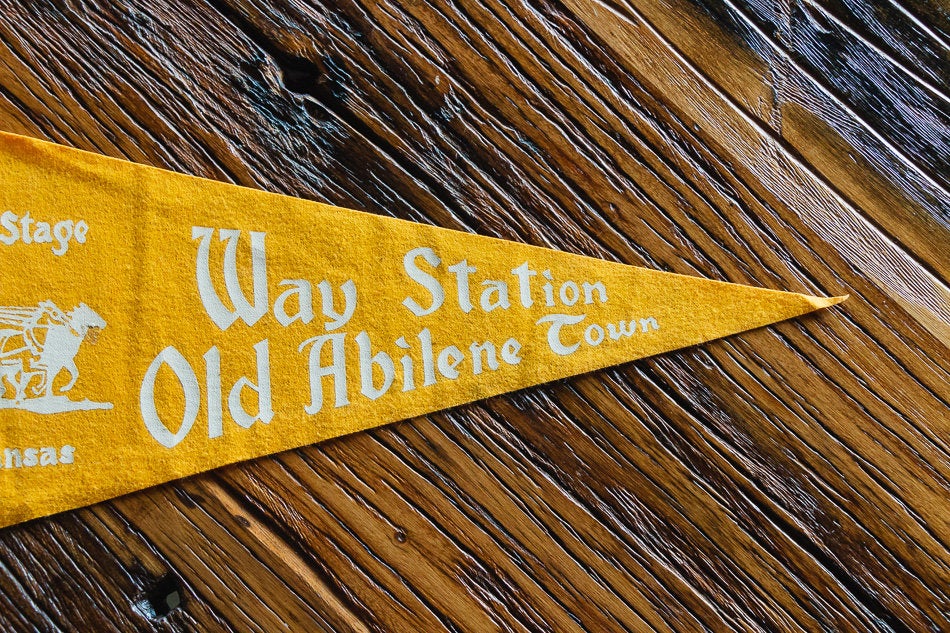 Stage
Way Station
Old Abilene Town
nsas